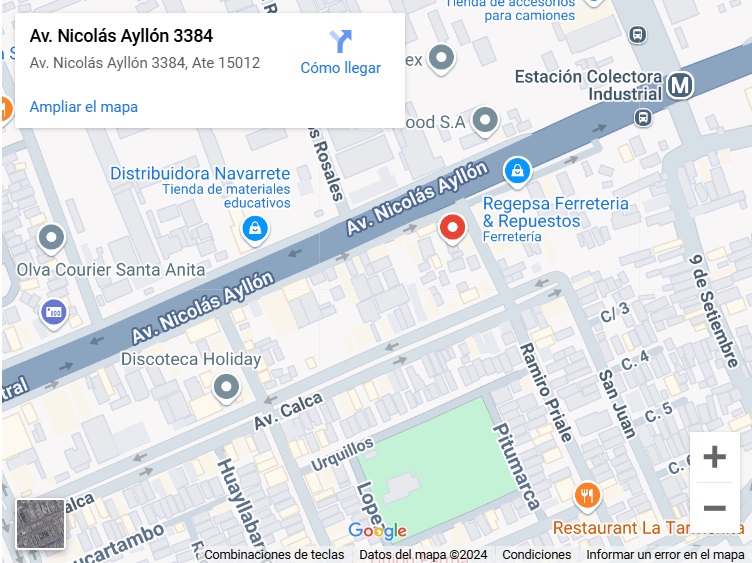 Tienda de accesorios
para camiones
Av. Nicolás Ayllón 3384
Av. Nicolás Ayllón 3384, Ate 15012
Cómo llegar
Ampliar el mapa
Estación Colectora
Industrial
M
ood S.A
Rosales
Distribuidora Navarrete
Tienda de materiales
educativos
Av. Nicolás Ayllón
Regepsa Ferreteria
& Repuestos
Ferretería
Olva Courier Santa Anita
Av. Nicolás Ayllón
9 de Setiembre
C/ 3
Discoteca Holiday
tral
Ramiro Priale
C. 4
San Juan
Av. Calca
C. 5
Urquillos
Pitumarca
C. 6
Huayllabar
Lope
alca
ucartambo
Google
Restaurant La Tarmeñita
Combinaciones de teclas
Datos del mapa ©2024
Condiciones
Informar un error en el mapa